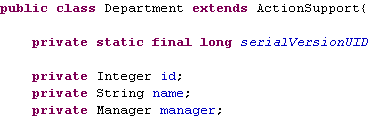 public class Department extends ActionSupport{
private static final long serialVersionUID
private Integer id;
private String name;
private Manager manager;